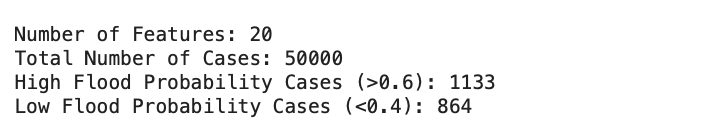 Number of Features: 20
Total Number of Cases: 50000
High Flood Probability Cases (>0.6): 1133
Low Flood Probability Cases (<0.4): 864